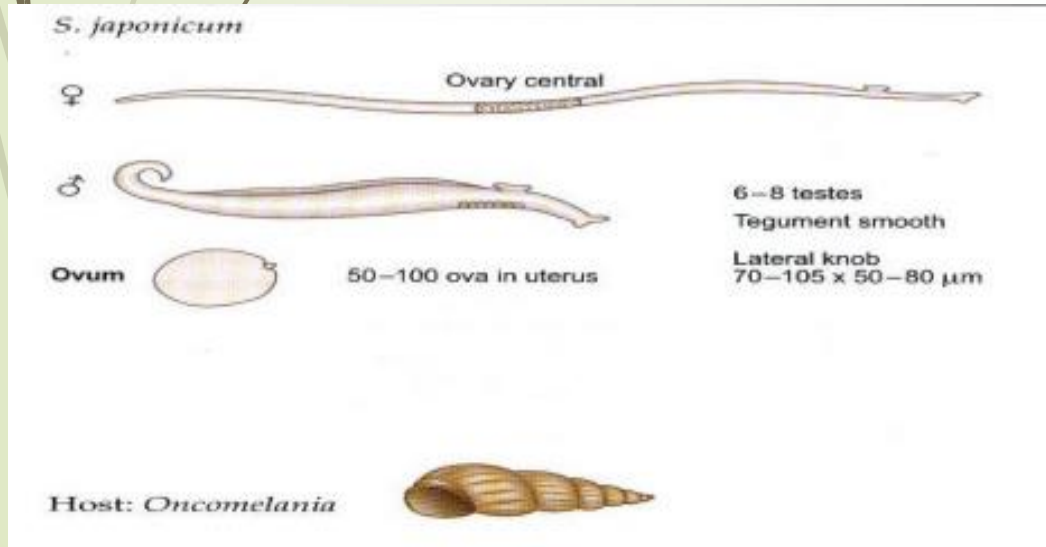 S. japonicum
♀ Ovary central
♂ 6–8 testes
Tegument smooth
Ovum 50–100 ova in uterus Lateral knob
70–105 x 50–80 µm
Host: Oncomelania